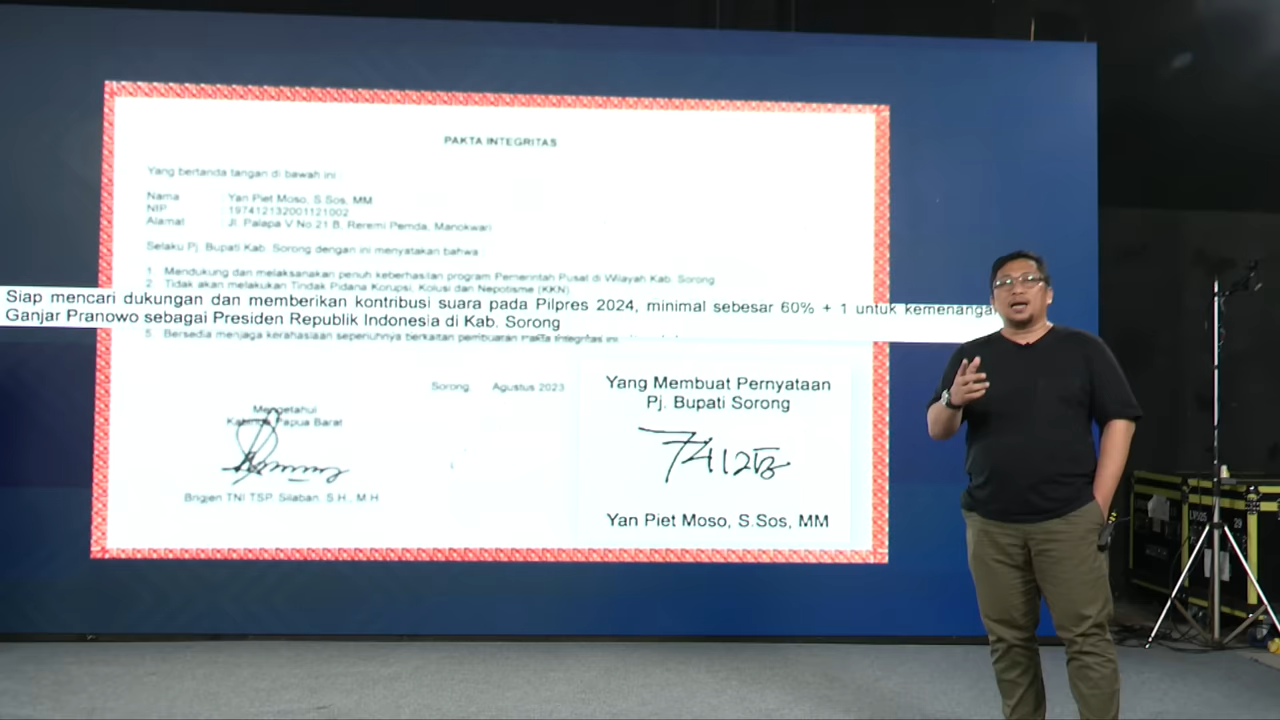 PAKTA INTEGRITAS
Yang bertanda tangan di bawah ini :
Nama Yan Piet Moso, S.Sos, MM
NIP 197412132001121002
Alamat Jl. Palapa V No.21 B, Reremi Pemda, Manokwari
Selaku Pj. Bupati Kab. Sorong dengan ini menyatakan bahwa :
1. Mendukung dan melaksanakan penuh keberhasilan program Pemerintah Pusat di Wilayah Kab. Sorong
2. Tidak akan melakukan Tindak Pidana Korupsi, Kolusi dan Nepotisme (KKN)
Siap mencari dukungan dan memberikan kontribusi suara pada Pilpres 2024, minimal sebesar 60% + 1 untuk kemenangan
Ganjar Pranowo sebagai Presiden Republik Indonesia di Kab. Sorong
5. Bersedia menjaga kerahasiaan sepenuhnya berkaitan pembuatan Pakta Integritas ini
Sorong Agustus 2023
Mengetahui
Papua Barat
Brigjen TNI TSP. Silaban, S.H., M.H
Yang Membuat Pernyataan
Pj. Bupati Sorong
Yan Piet Moso, S.Sos, MM